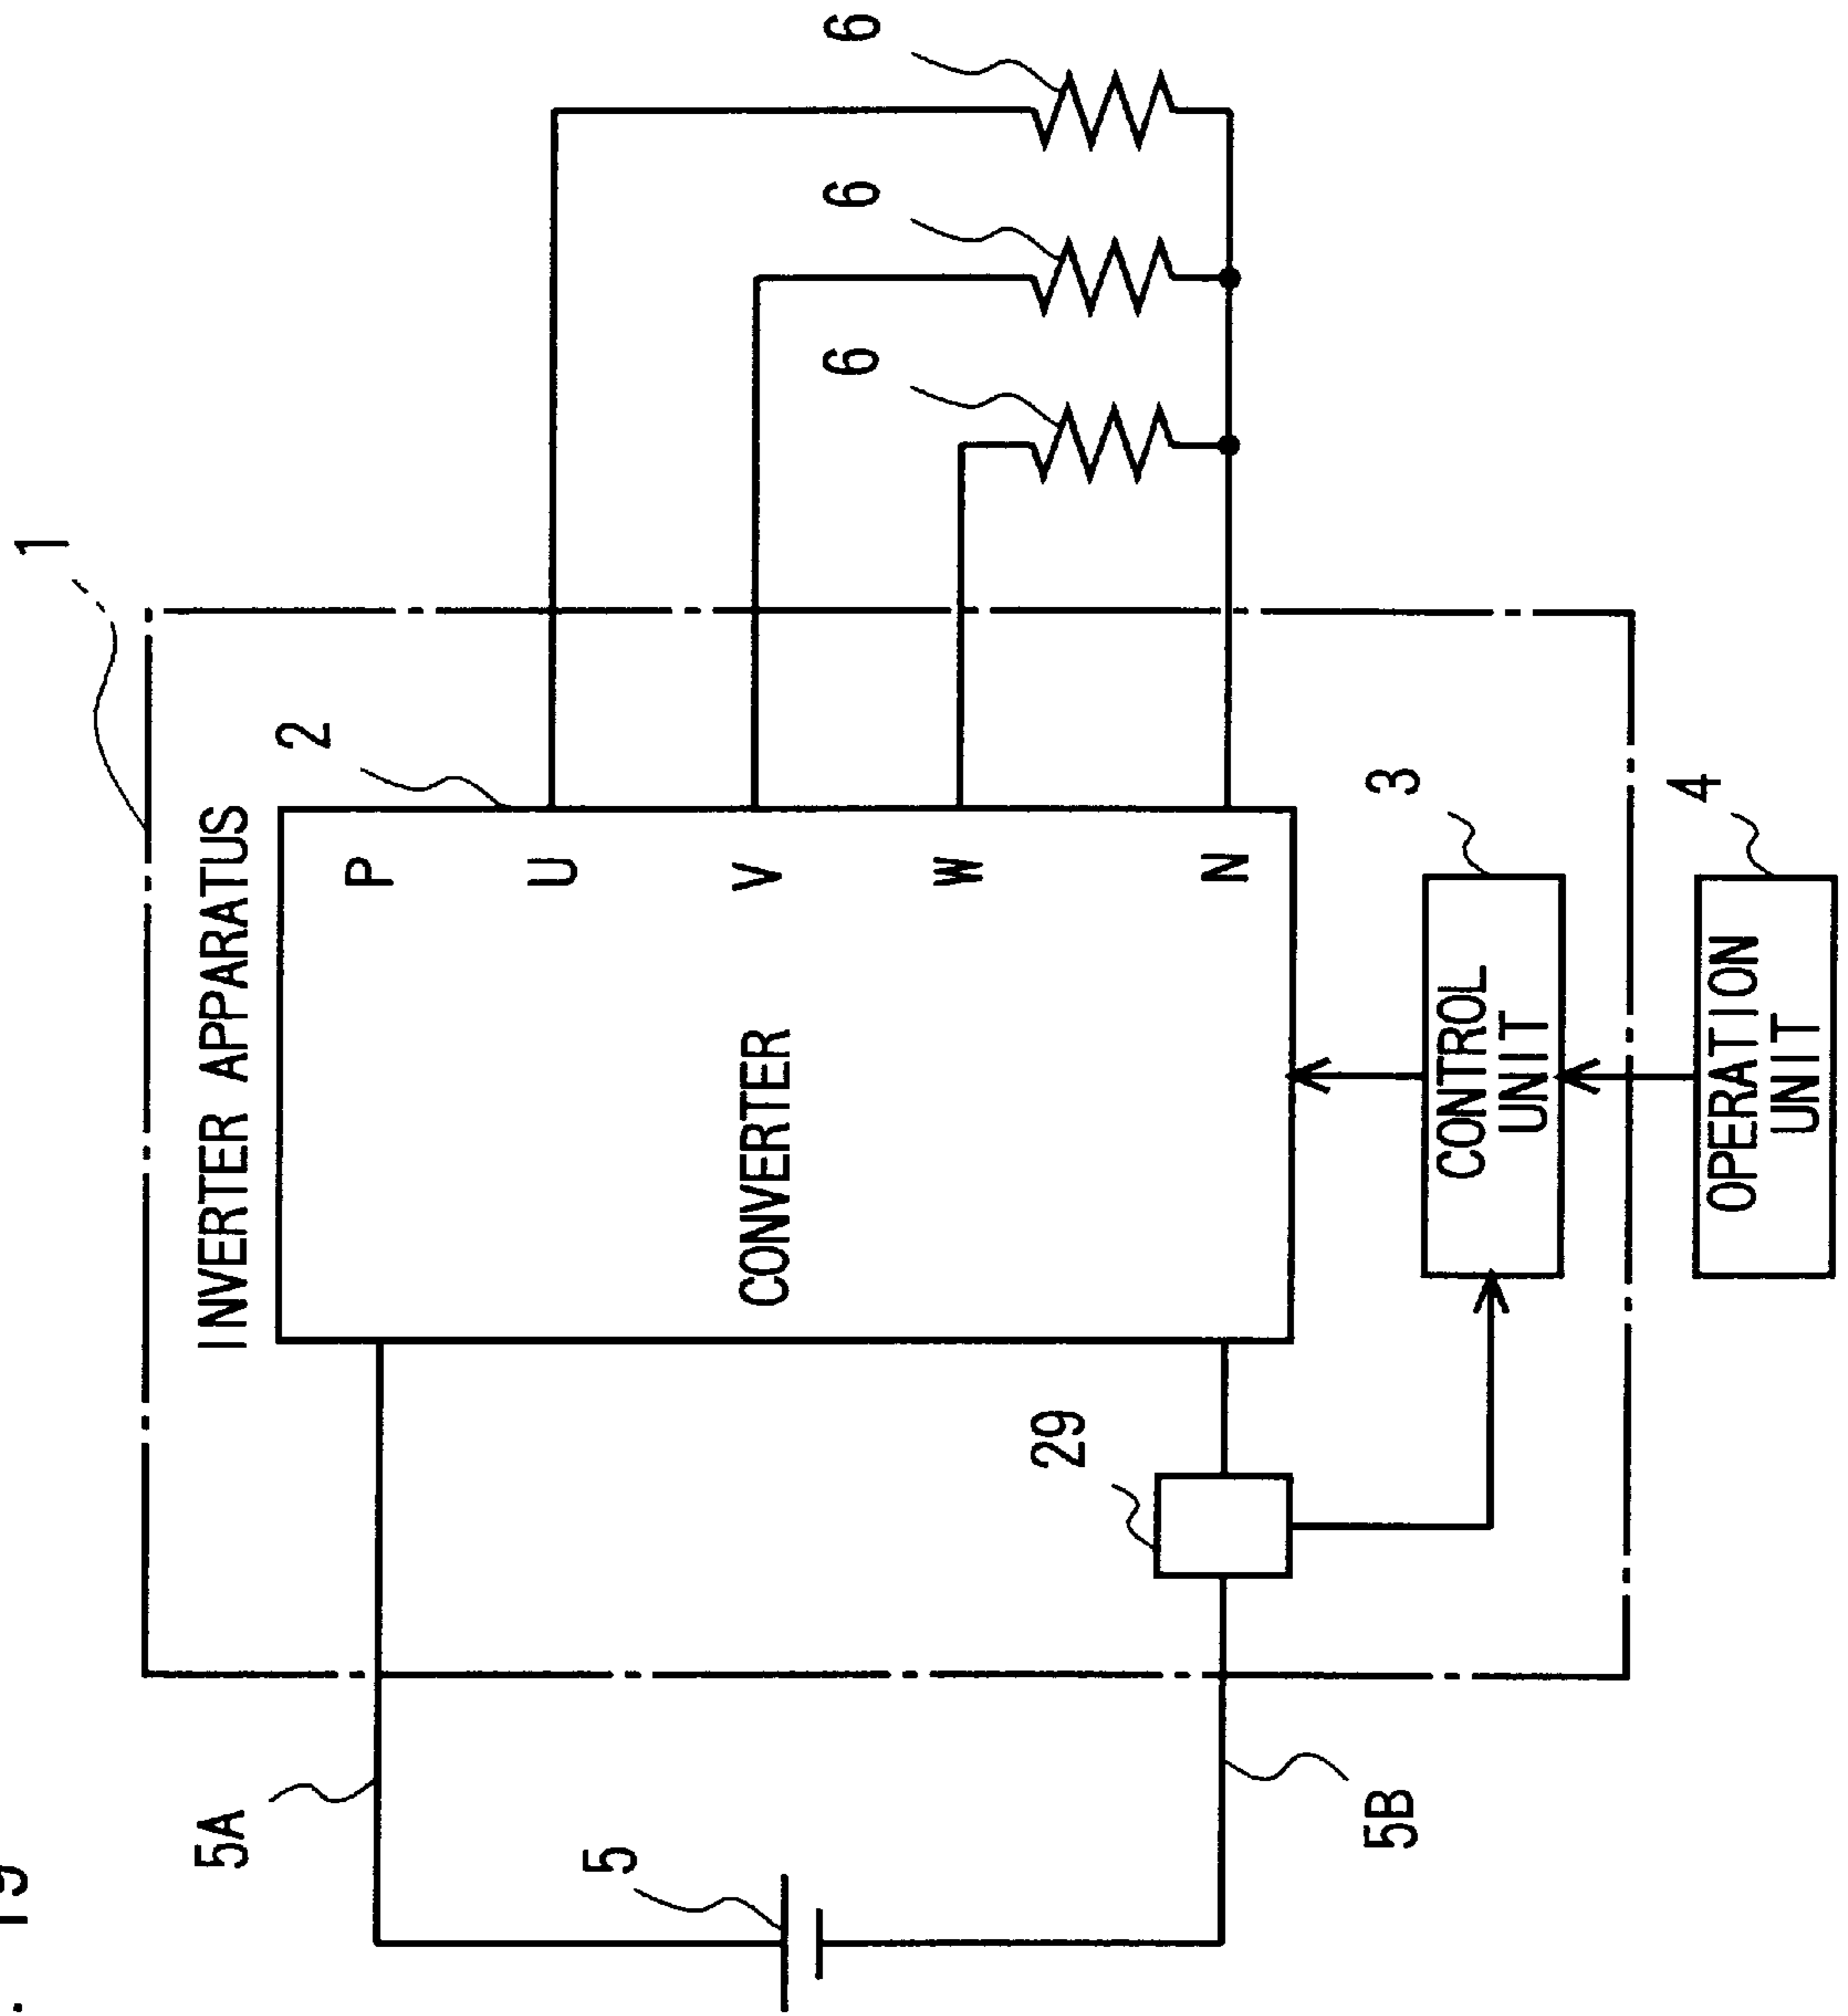 1
5A
INVERTER APPARATUS
2
P
U
5
CONVERTER
V
6
6
6
W
29
N
5B
3
CONTROL
UNIT
4
OPERATION
UNIT